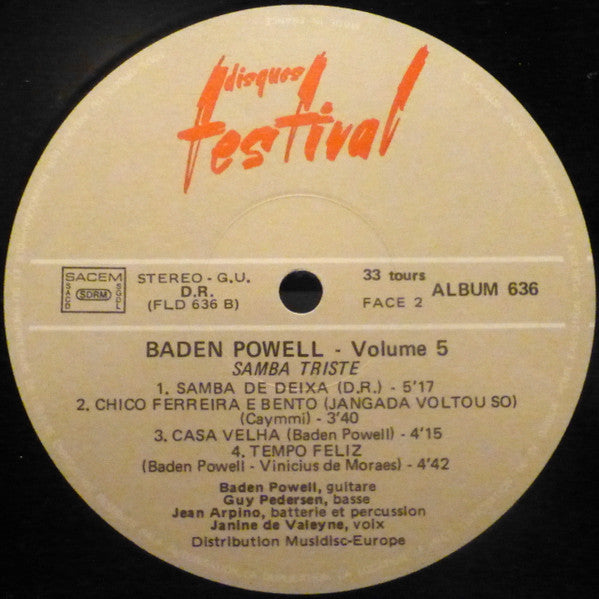 disques
festival
SACEM
SACD
SDRM
SGDL
STEREO - G.U.
D.R.
(FLD 636 B)
33 tours
FACE 2
ALBUM 636
BADEN POWELL - Volume 5
SAMBA TRISTE
1. SAMBA DE DEIXA (D.R.) - 5'17
2. CHICO FERREIRA E BENTO (JANGADA VOLTOU SO)
(Caymmi) - 3'40
3. CASA VELHA (Baden Powell) - 4'15
4. TEMPO FELIZ
(Baden Powell - Vinicius de Moraes) - 4'42
Baden Powell, guitare
Guy Pedersen, basse
Jean Arpino, batterie et percussion
Janine de Valeyne, voix
Distribution Musidisc-Europe